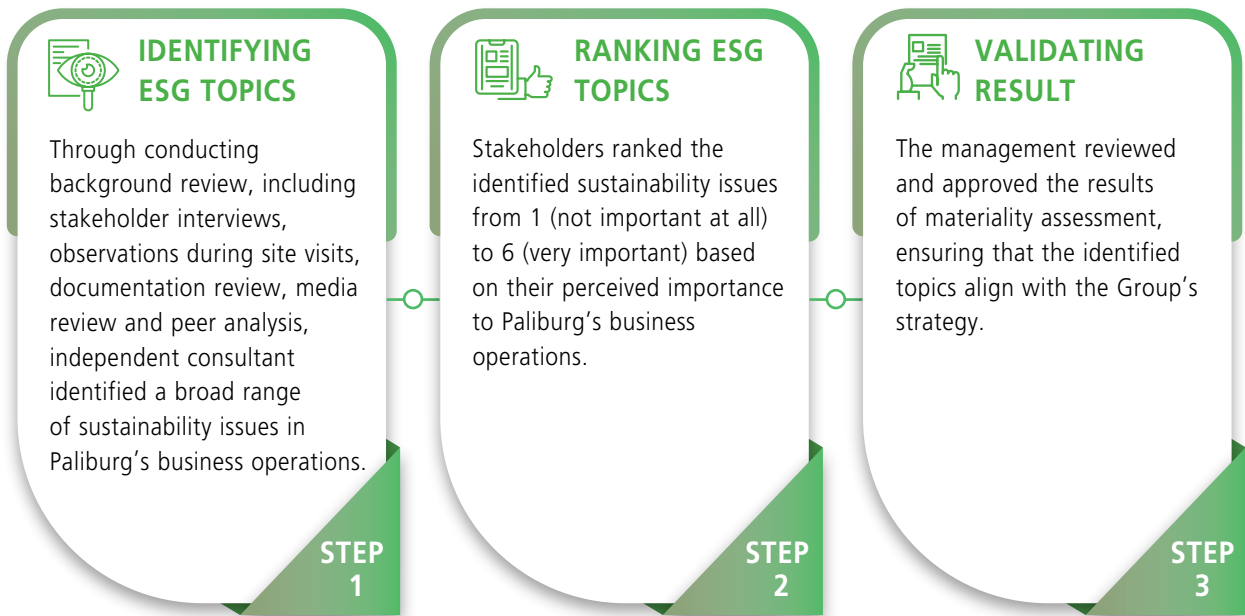 IDENTIFYING
ESG TOPICS
Through conducting
background review, including
stakeholder interviews,
observations during site visits,
documentation review, media
review and peer analysis,
independent consultant
identified a broad range
of sustainability issues in
Paliburg's business operations.
STEP
1
RANKING ESG
TOPICS
Stakeholders ranked the
identified sustainability issues
from 1 (not important at all)
to 6 (very important) based
on their perceived importance
to Paliburg's business
operations.
STEP
2
VALIDATING
RESULT
The management reviewed
and approved the results
of materiality assessment,
ensuring that the identified
topics align with the Group's
strategy.
STEP
3